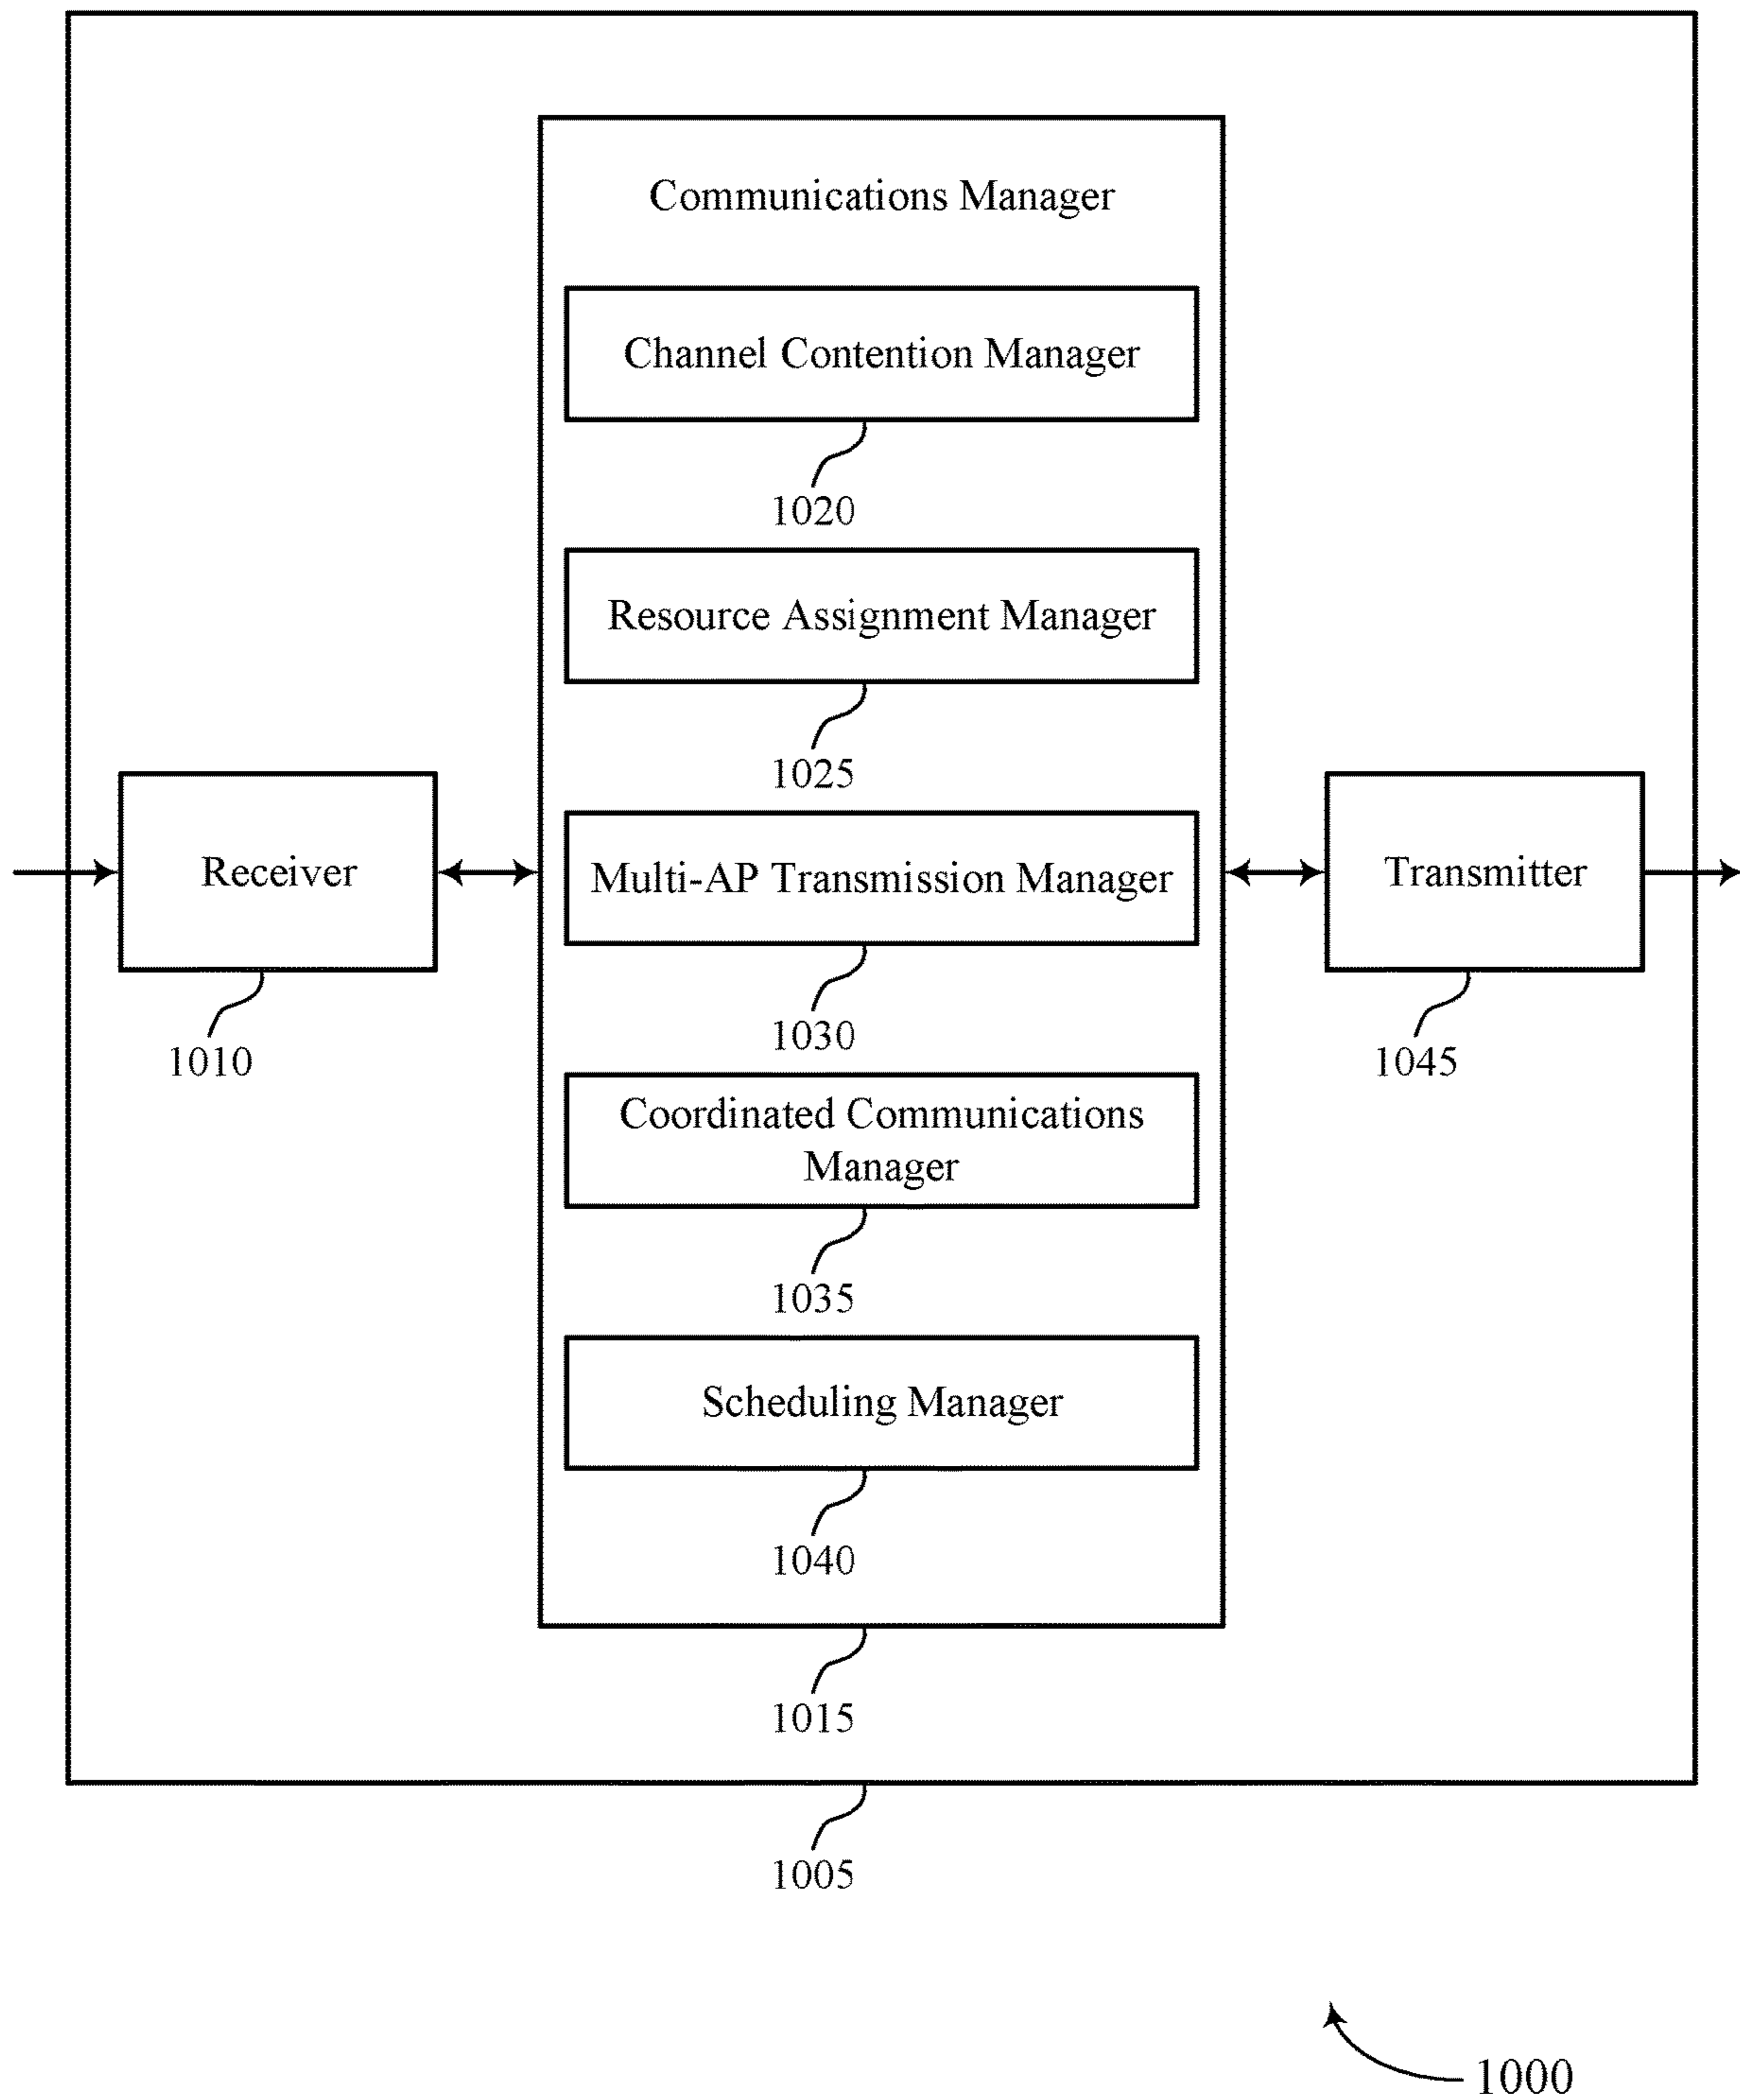 Communications Manager
Channel Contention Manager
1020
Resource Assignment Manager
1025
Receiver
1010
Multi-AP Transmission Manager
1030
Transmitter
1045
Coordinated Communications
Manager
1035
Scheduling Manager
1040
1015
1005
1000